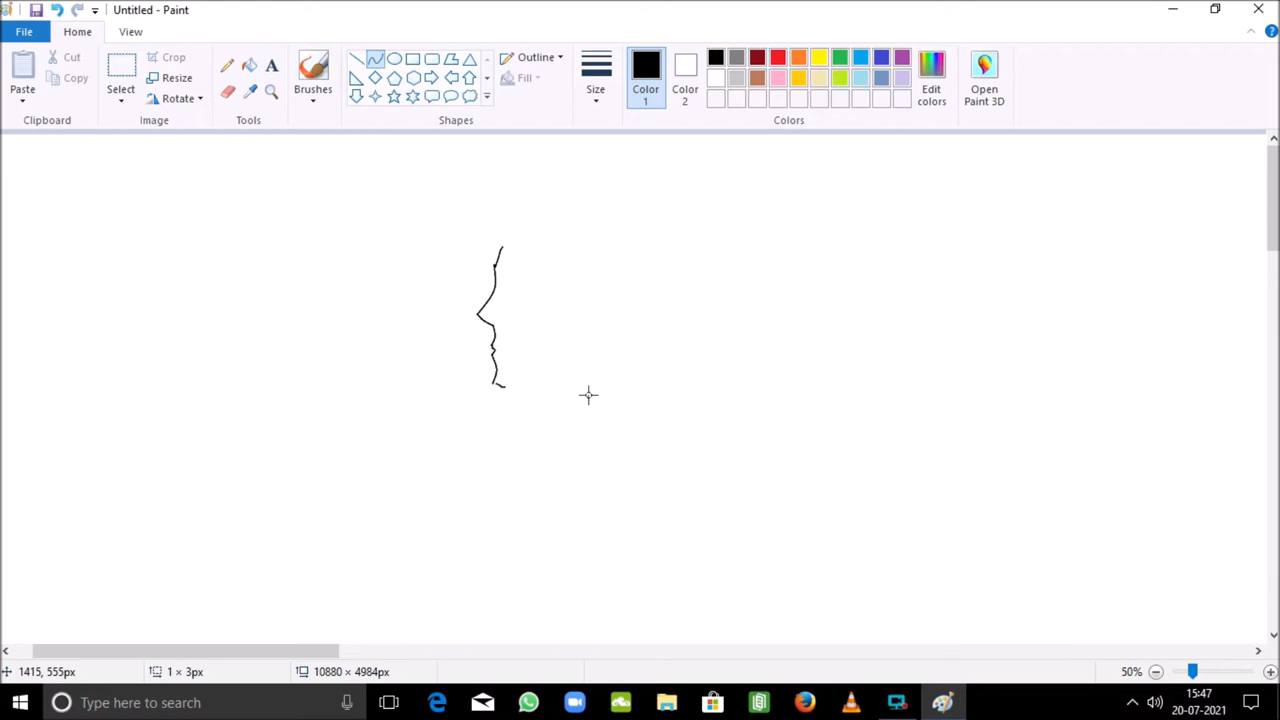 Untitled - Paint
File Home View
Paste
Cut
Copy
Clipboard
Select
Crop
Resize
Rotate
Image
A
Tools
Brushes
Outline
Fill
Shapes
Size
Color 1
Color 2
Colors
Edit colors
Open Paint 3D
1415, 555px
1 × 3px
10880 × 4984px
50%
Type here to search
15:47
20-07-2021